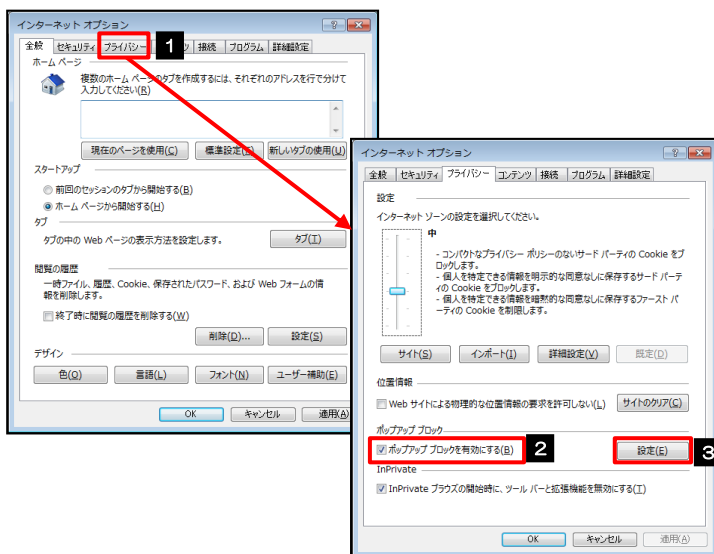 インターネット オプション
全般 セキュリティ プライバシー ツ 接続 プログラム 詳細設定
1
ホーム ページ
複数のホーム ページのタブを作成するには、それぞれのアドレスを行で分けて
入力してください(R)
現在のページを使用(C) 標準設定(F) 新しいタブの使用(U)
スタートアップ
前回のセッションのタブから開始する(B)
ホーム ページから開始する(H)
タブ
タブの中の Web ページの表示方法を設定します。 タブ(T)
閲覧の履歴
一時ファイル、履歴、Cookie、保存されたパスワード、および Web フォームの情
報を削除します。
終了時に閲覧の履歴を削除する(W)
削除(D)... 設定(S)
デザイン
色(O) 言語(L) フォント(N) ユーザー補助(E)
OK キャンセル 適用(A)
インターネット オプション
全般 セキュリティ プライバシー コンテンツ 接続 プログラム 詳細設定
設定
インターネット ゾーンの設定を選択してください。
中
- コンパクトなプライバシー ポリシーのないサード パーティの Cookie をブ
ロックします。
- 個人を特定できる情報を明示的な同意なしに保存するサード パーテ
ィの Cookie をブロックします。
- 個人を特定できる情報を暗黙的な同意なしに保存するファースト パ
ーティの Cookie を制限します。
サイト(S) インポート(I) 詳細設定(V) 既定(D)
位置情報
Web サイトによる物理的な位置情報の要求を許可しない(L) サイトのクリア(C)
ポップアップ ブロック
ポップアップ ブロックを有効にする(B) 2 設定(E) 3
InPrivate
InPrivate ブラウズの開始時に、ツール バーと拡張機能を無効にする(T)
OK キャンセル 適用(A)